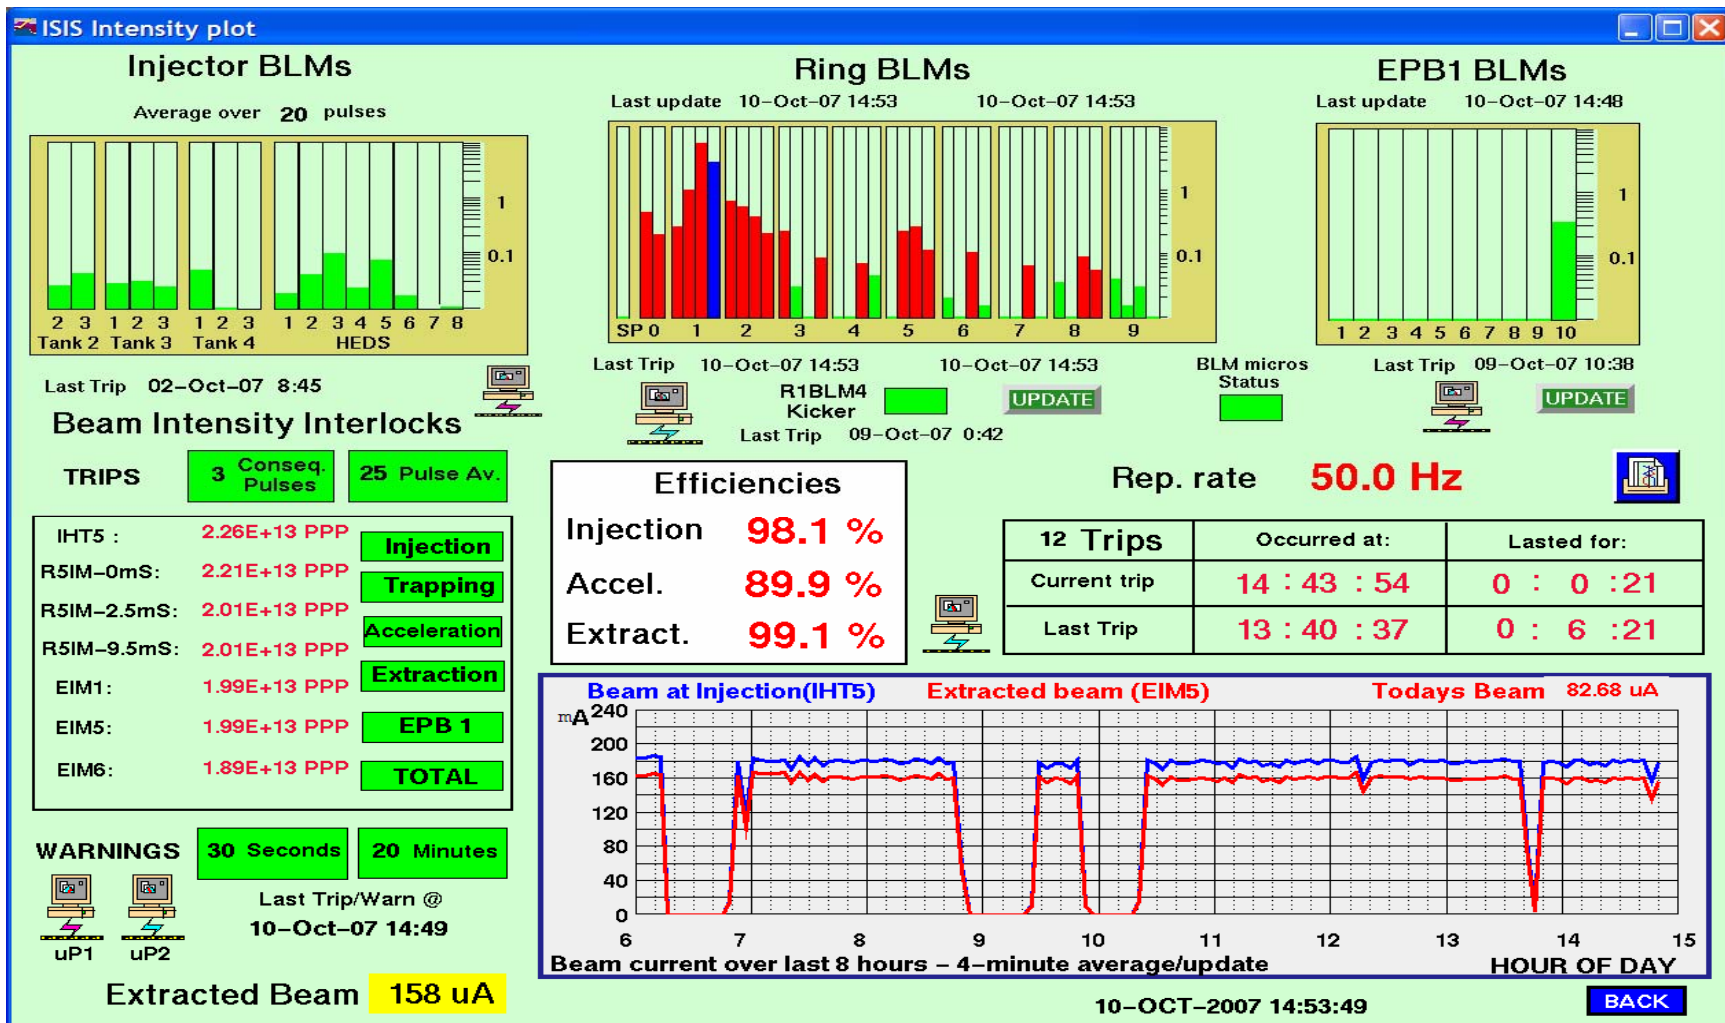 ISIS Intensity plot
Injector BLMs
Average over 20 pulses
1
0.1
2 3 1 2 3 1 2 3 1 2 3 4 5 6 7 8
Tank 2 Tank 3 Tank 4 HEDS
Last Trip 02-Oct-07 8:45
Ring BLMs
Last update 10-Oct-07 14:53 10-Oct-07 14:53
1
0.1
SP 0 1 2 3 4 5 6 7 8 9
Last Trip 10-Oct-07 14:53 10-Oct-07 14:53
R1BLM4
Kicker
UPDATE
Last Trip 09-Oct-07 0:42
BLM micros
Status
EPB1 BLMs
Last update 10-Oct-07 14:48
1
0.1
1 2 3 4 5 6 7 8 9 10
Last Trip 09-Oct-07 10:38
UPDATE
Beam Intensity Interlocks
TRIPS
3 Conseq. Pulses
25 Pulse Av.
IHT5 : 2.26E+13 PPP Injection
R5IM-0mS: 2.21E+13 PPP Trapping
R5IM-2.5mS: 2.01E+13 PPP Acceleration
R5IM-9.5mS: 2.01E+13 PPP Extraction
EIM1: 1.99E+13 PPP
EIM5: 1.99E+13 PPP EPB 1
EIM6: 1.89E+13 PPP TOTAL
WARNINGS
30 Seconds
20 Minutes
uP1 uP2
Last Trip/Warn @
10-Oct-07 14:49
Extracted Beam 158 uA
Efficiencies
Injection 98.1 %
Accel. 89.9 %
Extract. 99.1 %
Rep. rate 50.0 Hz
12 Trips Occurred at: Lasted for:
Current trip 14 : 43 : 54 0 : 0 :21
Last Trip 13 : 40 : 37 0 : 6 :21
Beam at Injection(IHT5) Extracted beam (EIM5) Todays Beam 82.68 uA
mA
240
200
160
120
80
40
0
6 7 8 9 10 11 12 13 14 15
Beam current over last 8 hours - 4-minute average/update HOUR OF DAY
10-OCT-2007 14:53:49
BACK